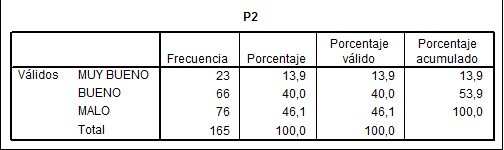 P2
Frecuencia Porcentaje Porcentaje válido Porcentaje acumulado
Válidos MUY BUENO 23 13,9 13,9 13,9
BUENO 66 40,0 40,0 53,9
MALO 76 46,1 46,1 100,0
Total 165 100,0 100,0